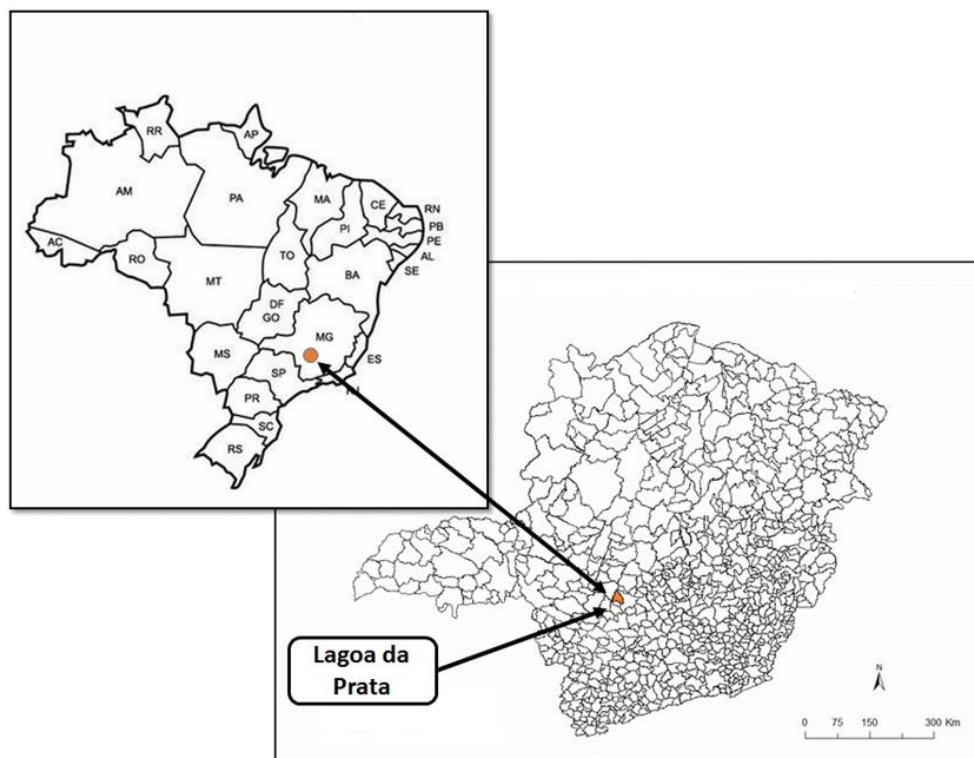 RR
AP
AM
PA
MA
CE
RN
PI
PB
PE
AC
AL
RO
TO
SE
MT
BA
DF
GO
MG
MS
ES
SP
PR
SC
RS
Lagoa da
Prata
N
0 75 150 300 Km